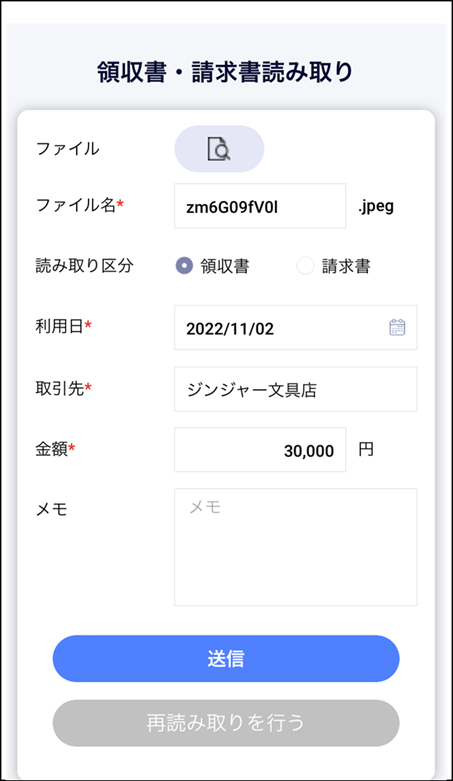 領収書・請求書読み取り
ファイル
ファイル名* zm6G09fV0l .jpeg
読み取り区分 領収書 請求書
利用日* 2022/11/02
取引先* ジンジャー文具店
金額* 30,000 円
メモ メモ
送信
再読み取りを行う